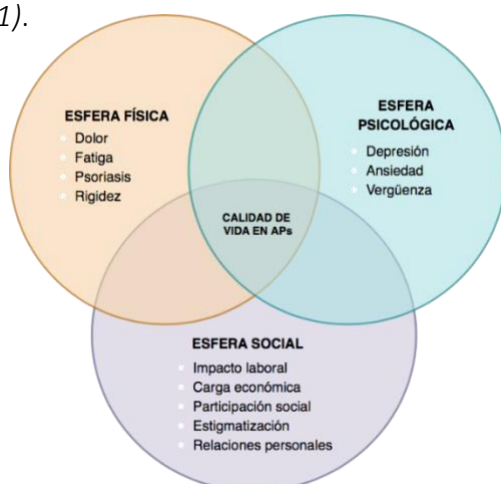 1).
ESFERA FÍSICA
Dolor
Fatiga
Psoriasis
Rigidez
ESFERA
PSICOLÓGICA
Depresión
Ansiedad
Vergüenza
CALIDAD DE
VIDA EN APs
ESFERA SOCIAL
Impacto laboral
Carga económica
Participación social
Estigmatización
Relaciones personales